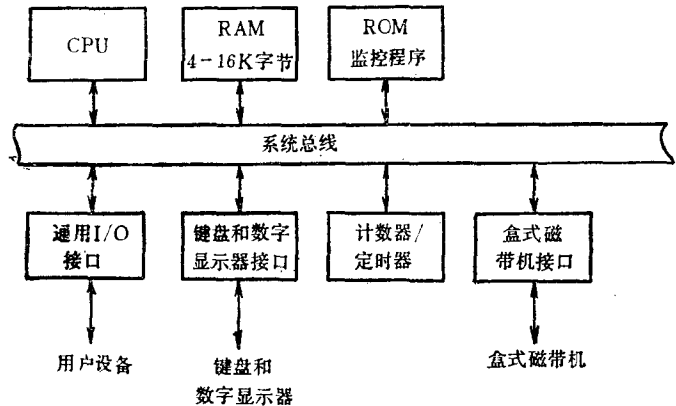 CPU
RAM
4－16K字节
ROM
监控程序
系统总线
通用I/O
接口
键盘和数字
显示器接口
计数器/
定时器
盒式磁
带机接口
用户设备
键盘和
数字显示器
盒式磁带机